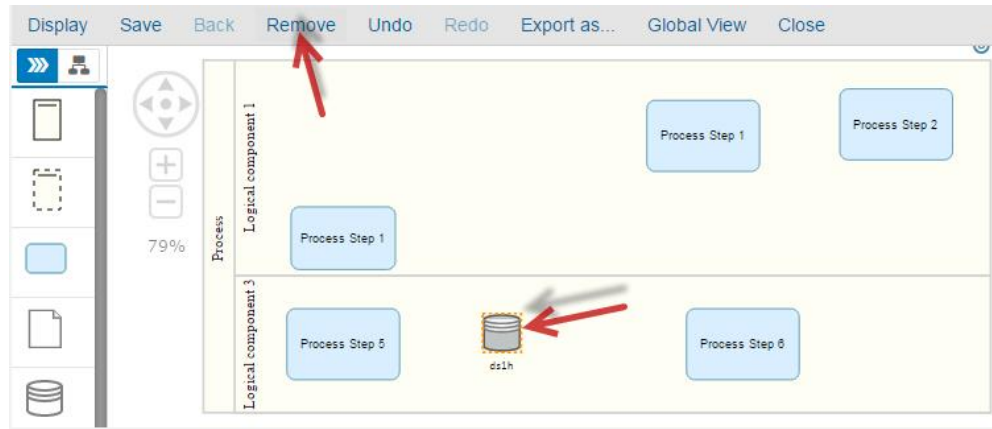 Display Save Back Remove Undo Redo Export as... Global View Close
79%
Process
Logical component 1
Process Step 1
Process Step 2
Process Step 1
Logical component 3
Process Step 5
ds1h
Process Step 6